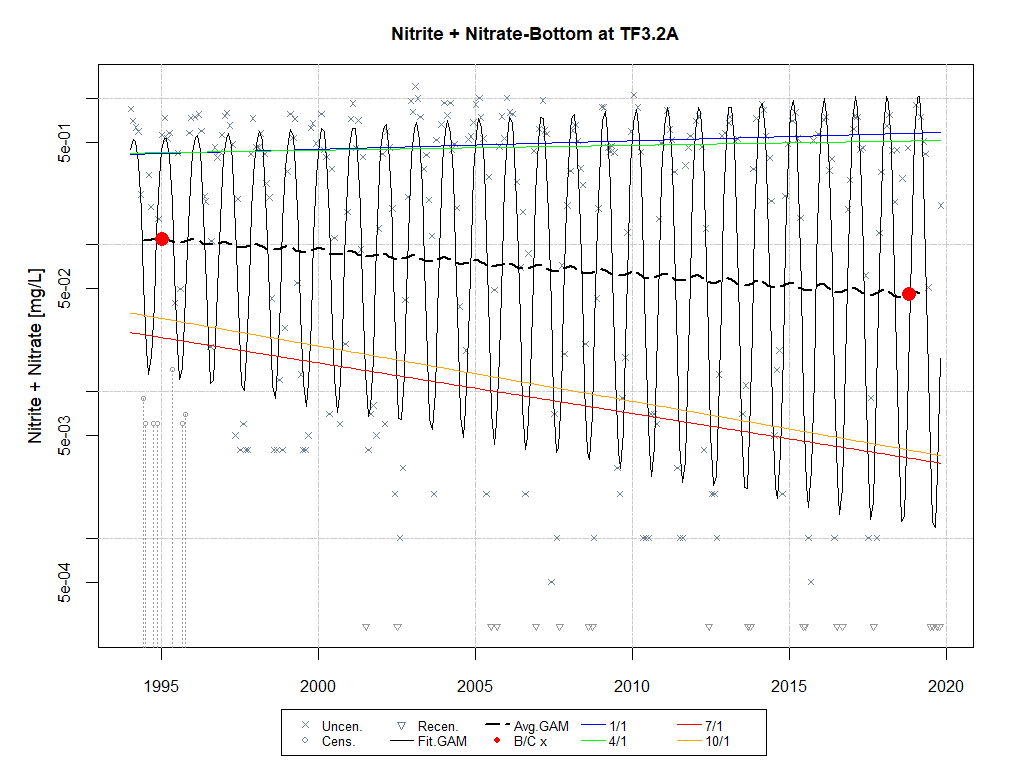 Nitrite + Nitrate-Bottom at TF3.2A
Nitrite + Nitrate [mg/L]
5e-01
5e-02
5e-03
5e-04
1995 2000 2005 2010 2015 2020
Uncen. Recen. Avg.GAM 1/1 7/1
Cens. Fit.GAM B/C x 4/1 10/1